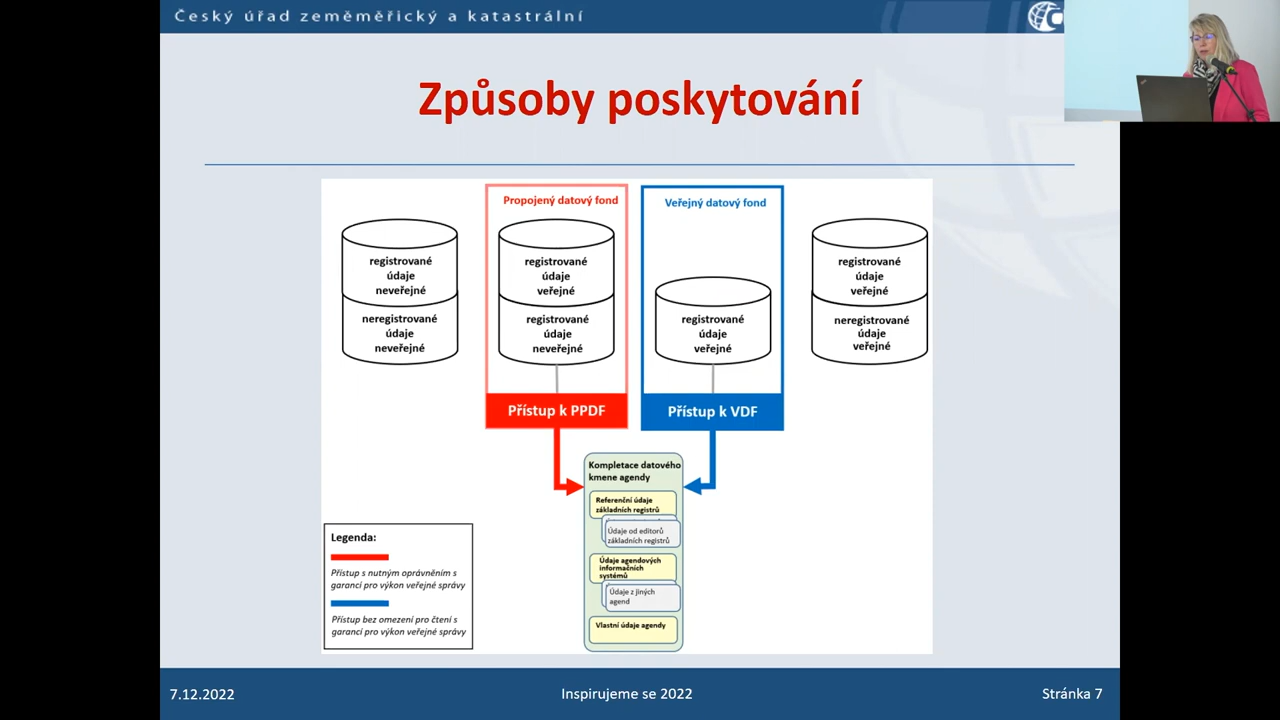 Český úřad zeměměřický a katastrální
Způsoby poskytování
Propojený datový fond
Veřejný datový fond
registrované
údaje
neveřejné
neregistrované
údaje
neveřejné
registrované
údaje
veřejné
registrované
údaje
neveřejné
registrované
údaje
veřejné
registrované
údaje
veřejné
neregistrované
údaje
veřejné
Přístup k PPDF
Přístup k VDF
Kompletace datového
kmene agendy
Referenční údaje
základních registrů
Údaje od editorů
základních registrů
Údaje agendových
informačních
systémů
Údaje z jiných
agend
Vlastní údaje agendy
Legenda:
Přístup s nutným oprávněním s
garancí pro výkon veřejné správy
Přístup bez omezení pro čtení s
garancí pro výkon veřejné správy
7.12.2022
Inspirujeme se 2022
Stránka 7